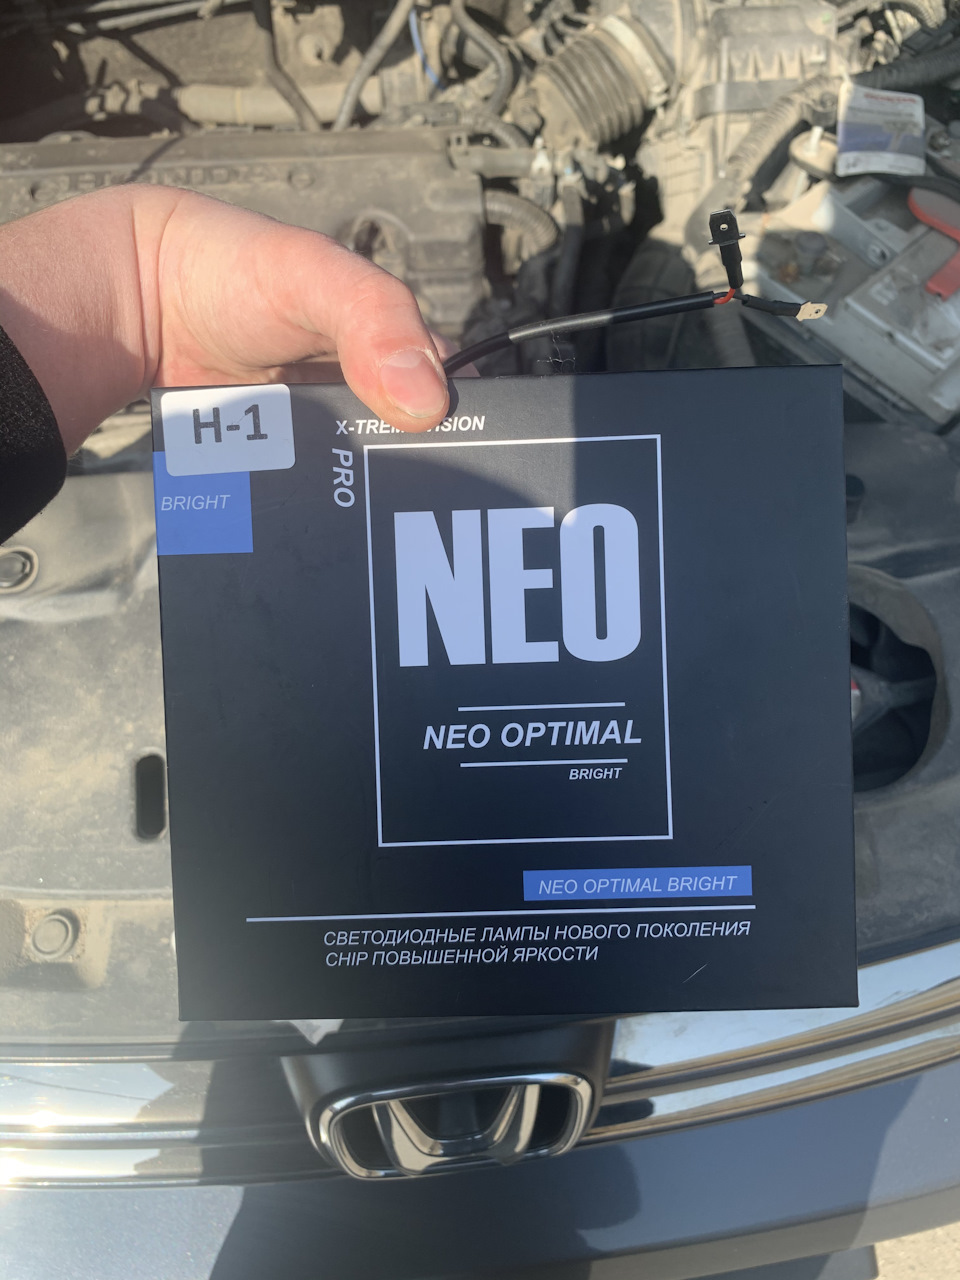 H-1
BRIGHT
X-TREME VISION
PRO
NEO
NEO OPTIMAL
BRIGHT
NEO OPTIMAL BRIGHT
СВЕТОДИОДНЫЕ ЛАМПЫ НОВОГО ПОКОЛЕНИЯ
CHIP ПОВЫШЕННОЙ ЯРКОСТИ